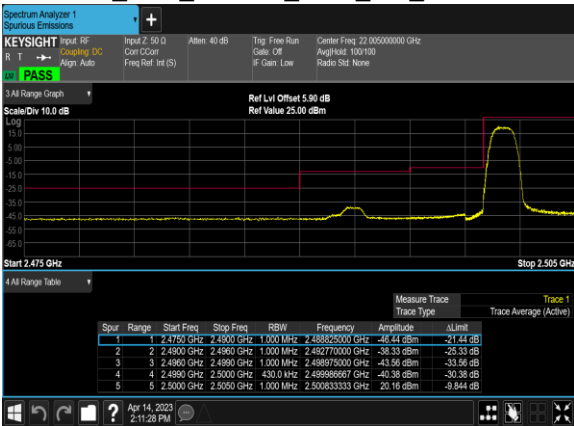 Spectrum Analyzer 1
Spurious Emissions
KEYSIGHT Input: RF Input Z: 50 Ω Atten: 40 dB Trig: Free Run Center Freq: 22.005000000 GHz
R T Coupling: DC Corr CCorr Gate: Off Avg|Hold: 100/100
Align: Auto Freq Ref: Int (S) IF Gain: Low Radio Std: None
PASS
3 All Range Graph
Ref Lvl Offset 5.90 dB
Scale/Div 10.0 dB Ref Value 25.00 dBm
Log
15.0
5.00
-5.00
-15.0
-25.0
-35.0
-45.0
-55.0
-65.0
Start 2.475 GHz Stop 2.505 GHz
4 All Range Table
Measure Trace Trace 1
Trace Type Trace Average (Active)
Spur Range Start Freq Stop Freq RBW Frequency Amplitude ΔLimit
1 1 2.4750 GHz 2.4900 GHz 1.000 MHz 2.488825000 GHz -46.44 dBm -21.44 dB
2 2 2.4900 GHz 2.4960 GHz 1.000 MHz 2.492770000 GHz -38.33 dBm -25.33 dB
3 3 2.4960 GHz 2.4990 GHz 1.000 MHz 2.498975000 GHz -43.56 dBm -33.56 dB
4 4 2.4990 GHz 2.5000 GHz 430.0 kHz 2.499986667 GHz -40.38 dBm -30.38 dB
5 5 2.5000 GHz 2.5050 GHz 1.000 MHz 2.500833333 GHz 20.16 dBm -9.844 dB
Apr 14, 2023
2:11:28 PM